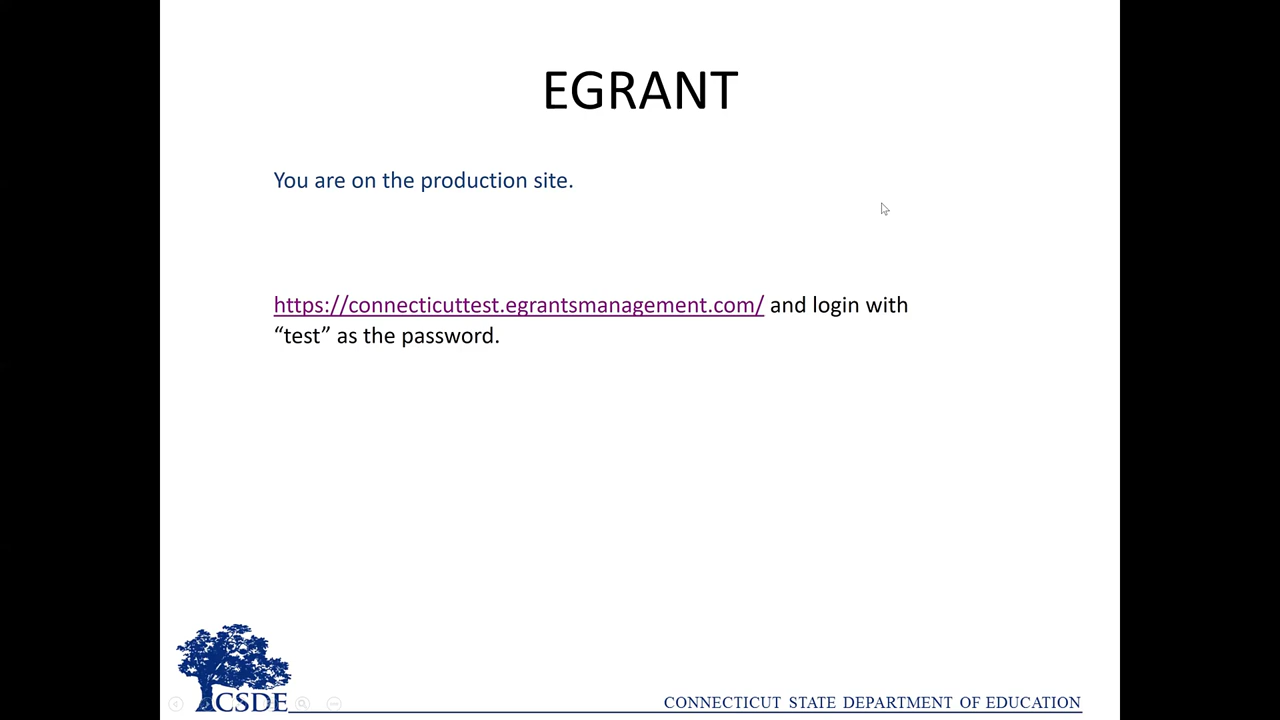 EGRANT
You are on the production site.
https://connecticuttest.egrantsmanagement.com/ and login with
“test” as the password.
CSDE
CONNECTICUT STATE DEPARTMENT OF EDUCATION